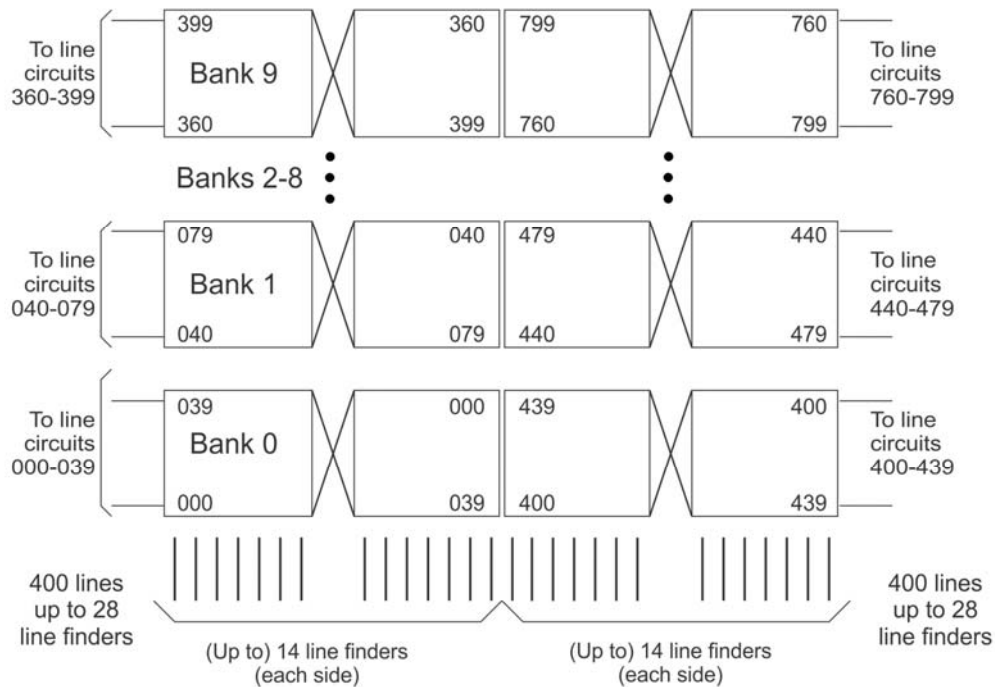 399
360
799
760
To line
circuits
360-399
Bank 9
To line
circuits
760-799
360
399
760
799
Banks 2-8
079
040
479
440
To line
circuits
040-079
Bank 1
To line
circuits
440-479
040
079
440
479
039
000
439
400
To line
circuits
000-039
Bank 0
To line
circuits
400-439
000
039
400
439
400 lines
up to 28
line finders
(Up to) 14 line finders
(each side)
(Up to) 14 line finders
(each side)
400 lines
up to 28
line finders